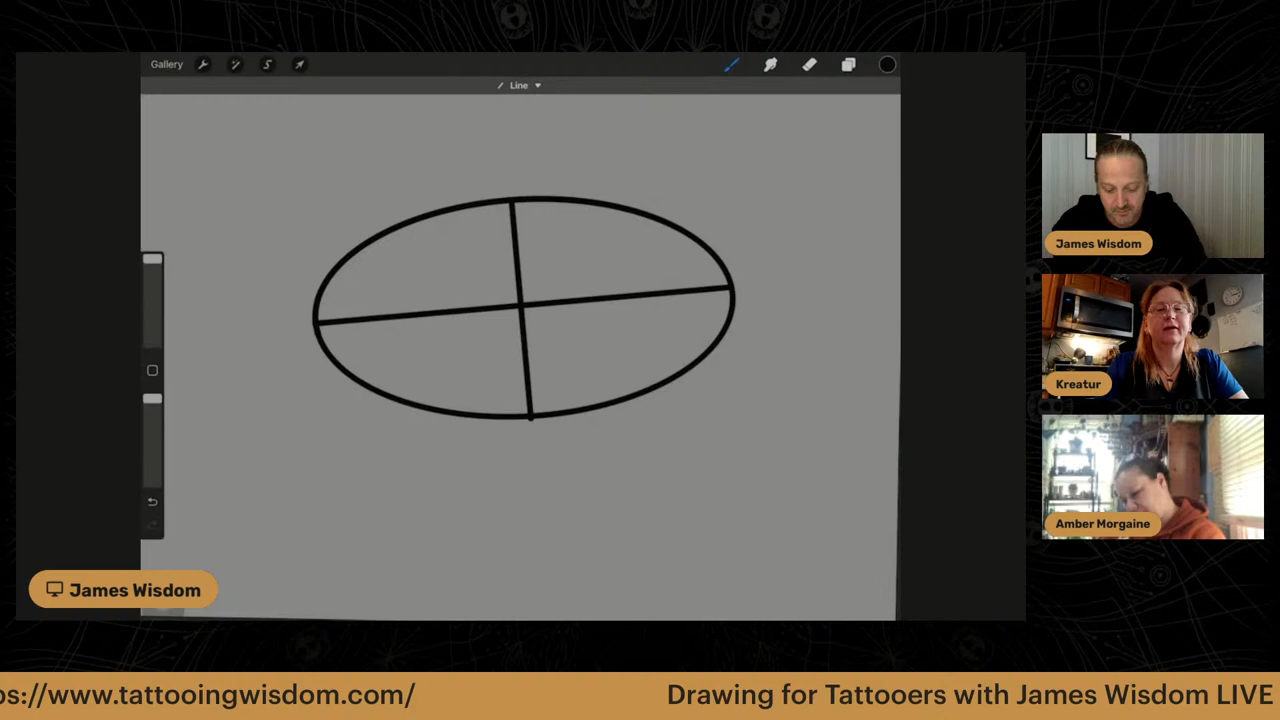 Gallery
Line
James Wisdom
Kreatur
Amber Morgaine
James Wisdom
ps://www.tattooingwisdom.com/
Drawing for Tattooers with James Wisdom LIVE